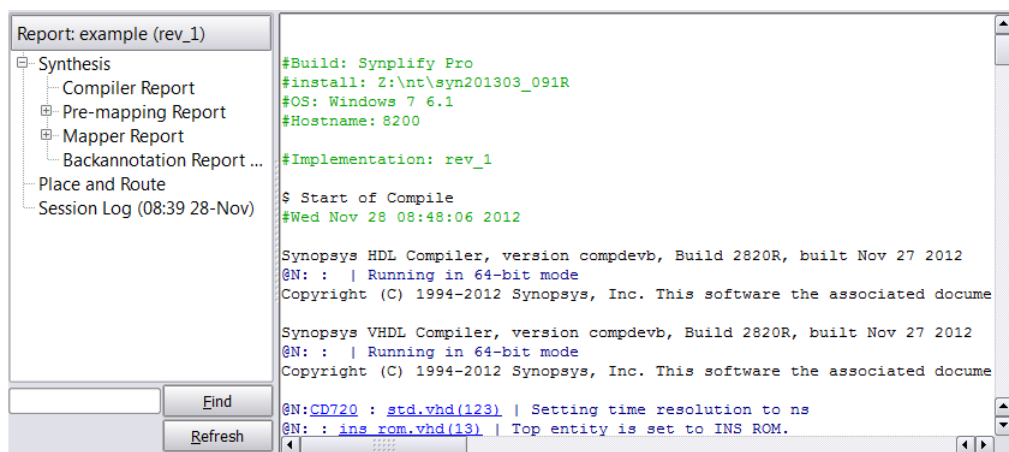 Report: example (rev_1)
Synthesis
Compiler Report
Pre-mapping Report
Mapper Report
Backannotation Report ...
Place and Route
Session Log (08:39 28-Nov)
Find
Refresh
#Build: Synplify Pro
#install: Z:\nt\syn201303_091R
#OS: Windows 7 6.1
#Hostname: 8200
#Implementation: rev_1
$ Start of Compile
#Wed Nov 28 08:48:06 2012
Synopsys HDL Compiler, version compdevb, Build 2820R, built Nov 27 2012
@N: :  | Running in 64-bit mode
Copyright (C) 1994-2012 Synopsys, Inc. This software the associated docume
Synopsys VHDL Compiler, version compdevb, Build 2820R, built Nov 27 2012
@N: :  | Running in 64-bit mode
Copyright (C) 1994-2012 Synopsys, Inc. This software the associated docume
@N:CD720 : std.vhd(123) | Setting time resolution to ns
@N: : ins rom.vhd(13) | Top entity is set to INS ROM.